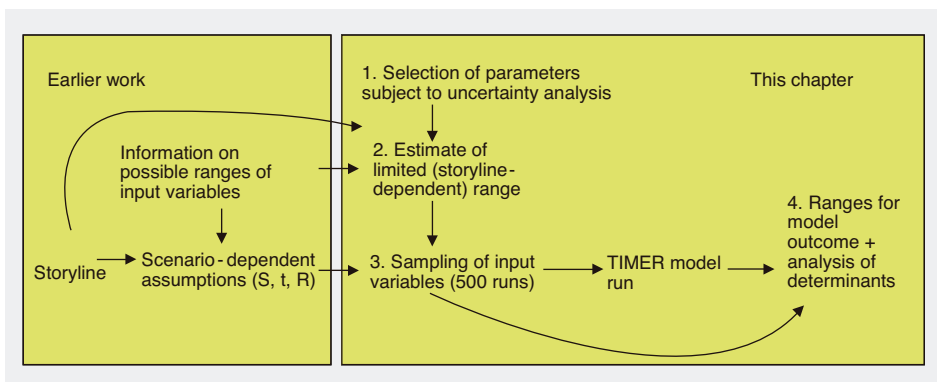 Earlier work
Information on
possible ranges of
input variables
Storyline
Scenario-dependent
assumptions (S, t, R)
This chapter
1. Selection of parameters
subject to uncertainty analysis
2. Estimate of
limited (storyline-
dependent) range
3. Sampling of input
variables (500 runs)
TIMER model
run
4. Ranges for
model
outcome +
analysis of
determinants